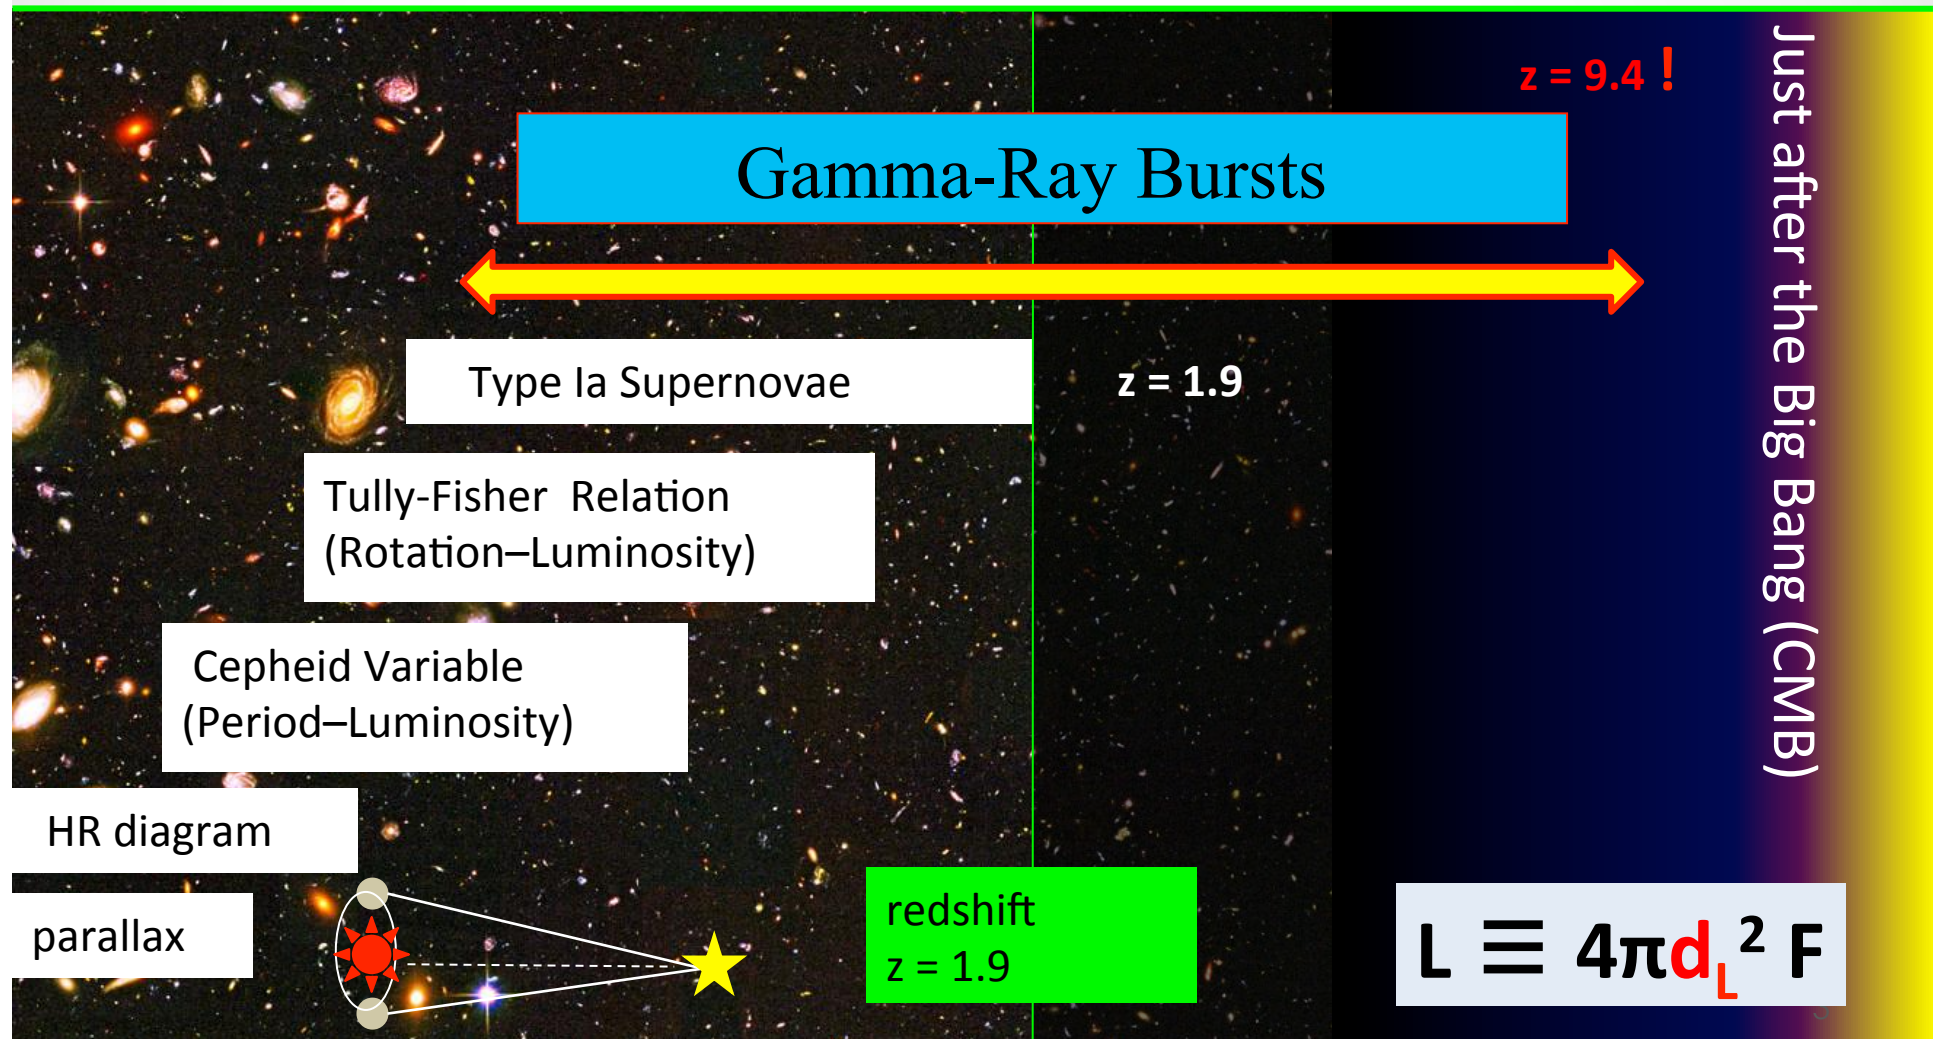 z = 9.4 !
Gamma-Ray Bursts
Just after the Big Bang (CMB)
Type Ia Supernovae
z = 1.9
Tully-Fisher Relation
(Rotation–Luminosity)
Cepheid Variable
(Period–Luminosity)
HR diagram
parallax
redshift
z = 1.9
L ≡ 4πd_L² F